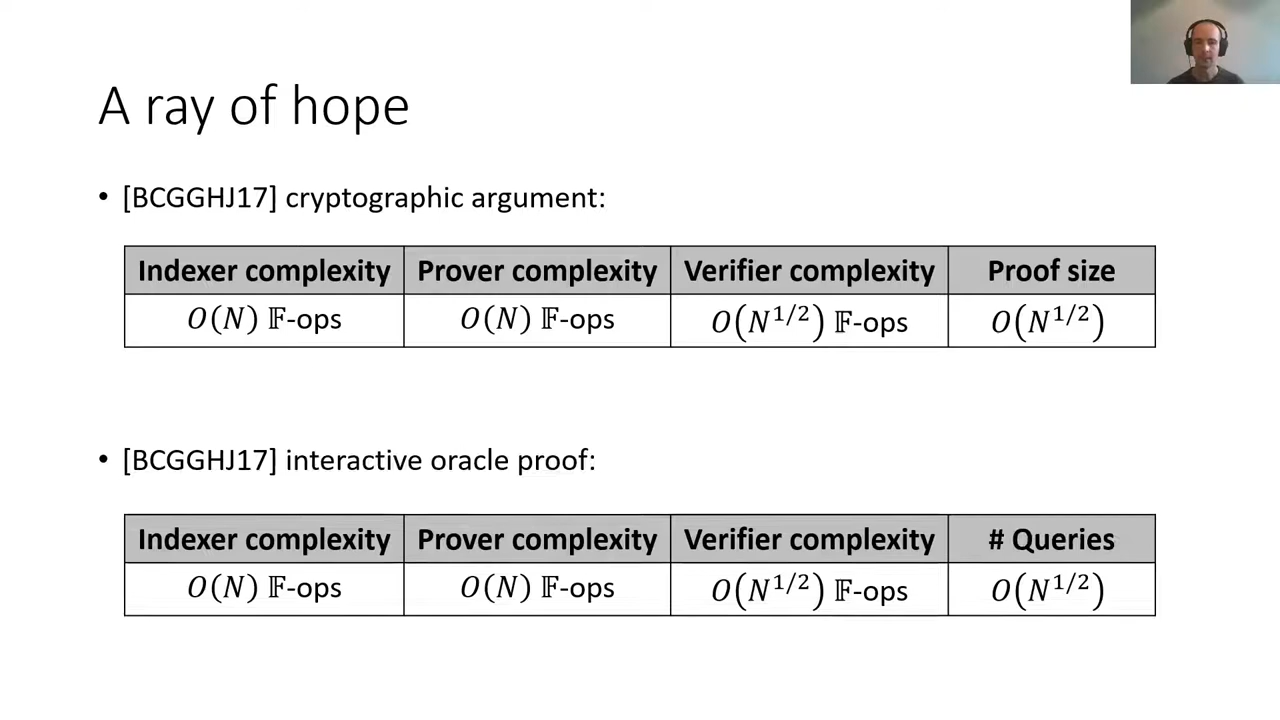 A ray of hope
• [BCGGHJ17] cryptographic argument:
Indexer complexity Prover complexity Verifier complexity Proof size
O(N) 𝔽-ops O(N) 𝔽-ops O(N^{1/2}) 𝔽-ops O(N^{1/2})
• [BCGGHJ17] interactive oracle proof:
Indexer complexity Prover complexity Verifier complexity # Queries
O(N) 𝔽-ops O(N) 𝔽-ops O(N^{1/2}) 𝔽-ops O(N^{1/2})